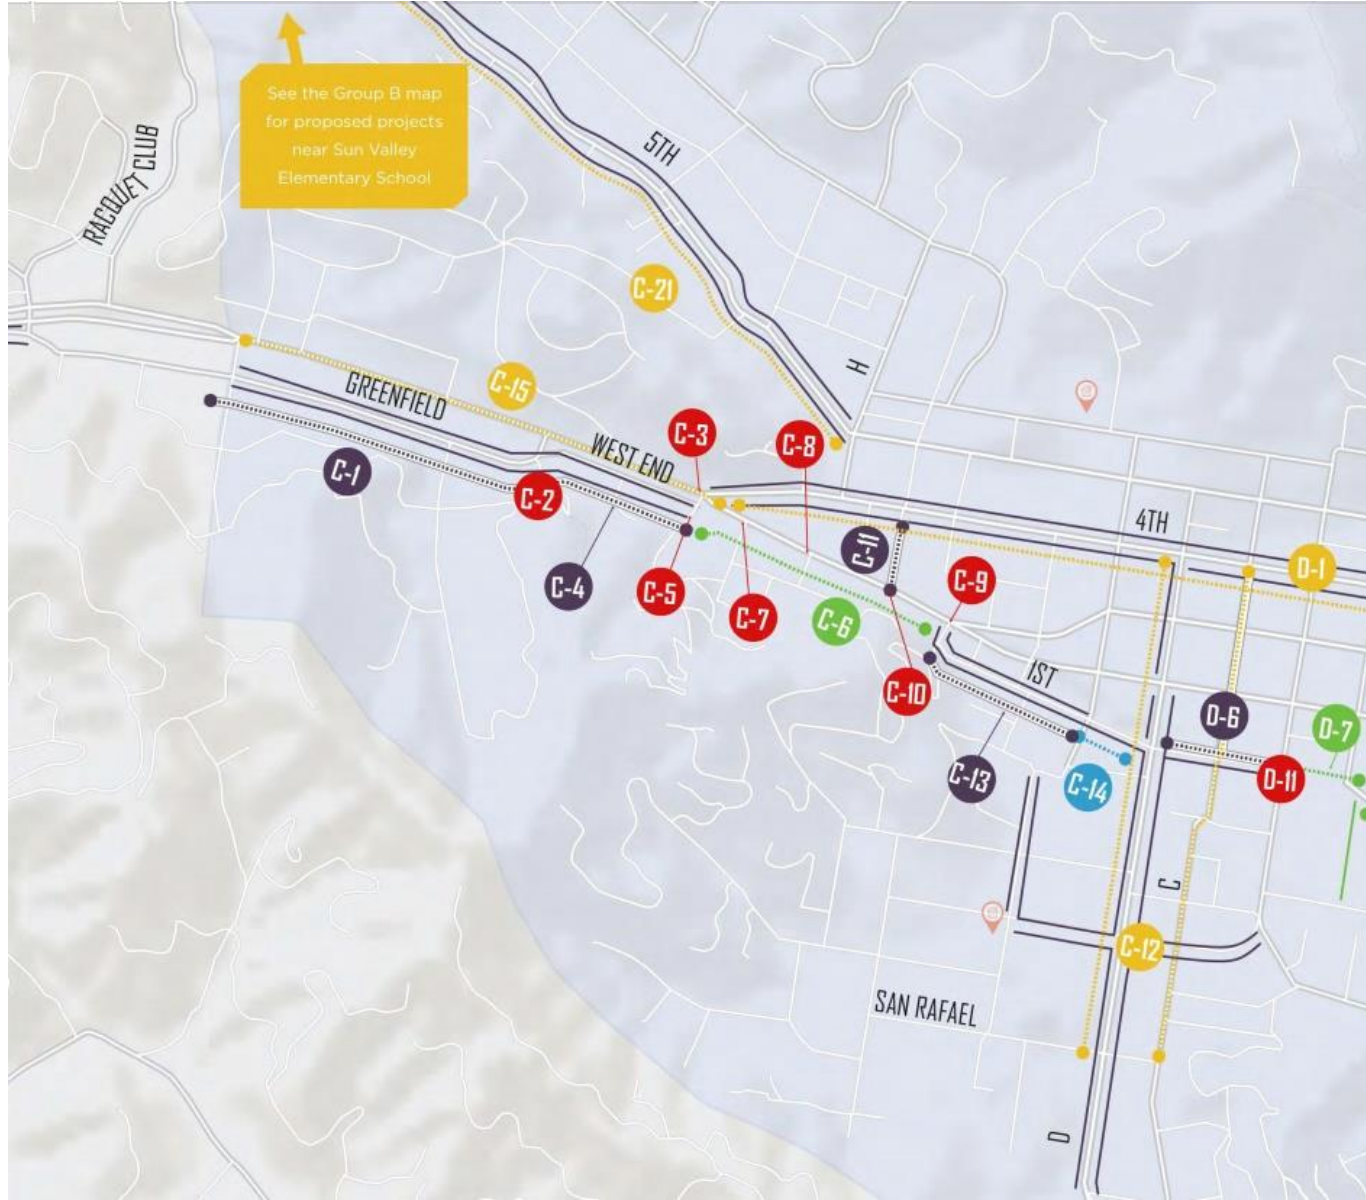 See the Group B map
for proposed projects
near Sun Valley
Elementary School
5TH
RACQUET CLUB
C-21
H
C-15
GREENFIELD
C-3
C-8
WEST END
C-1
C-2
4TH
C-11
D-1
C-4
C-5
C-9
C-7
C-6
1ST
C-10
D-6
D-7
C-13
C-14
D-11
C
C-12
SAN RAFAEL
D